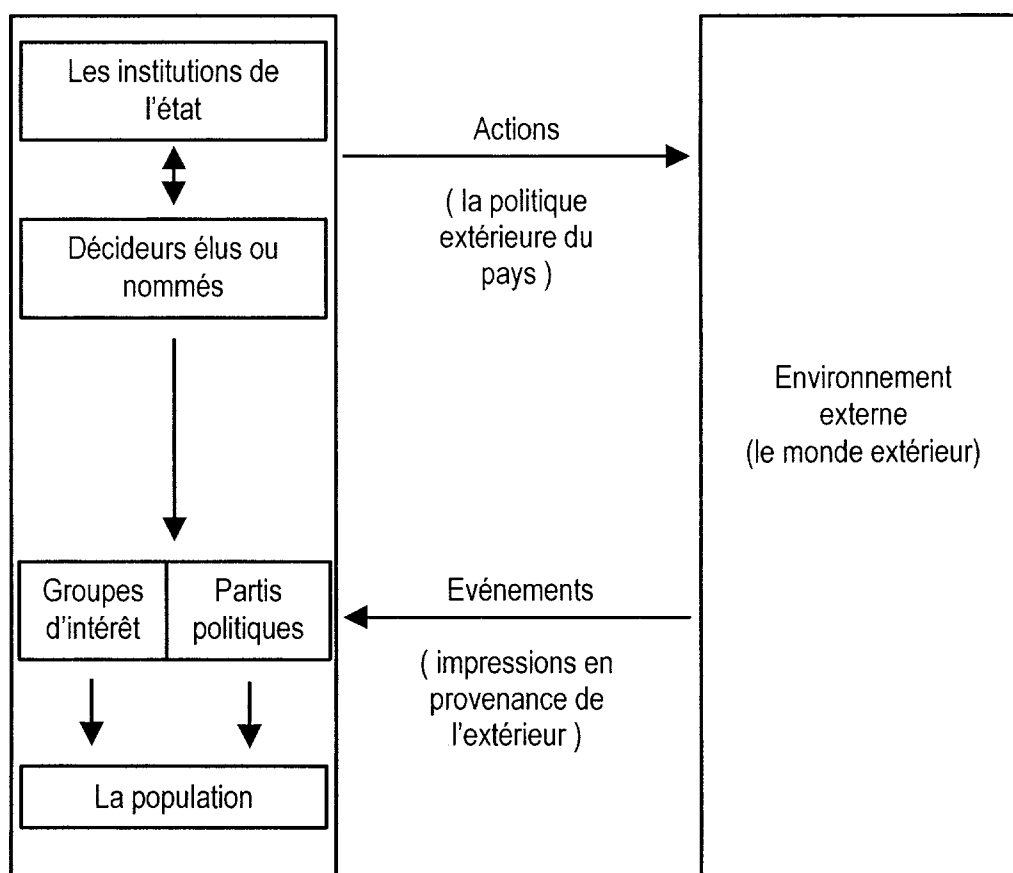 Les institutions de
l'état
Décideurs élus ou
nommés
Groupes
d'intérêt
Partis
politiques
La population
Actions
( la politique
extérieure du
pays )
Evénements
( impressions en
provenance de
l'extérieur )
Environnement
externe
(le monde extérieur)